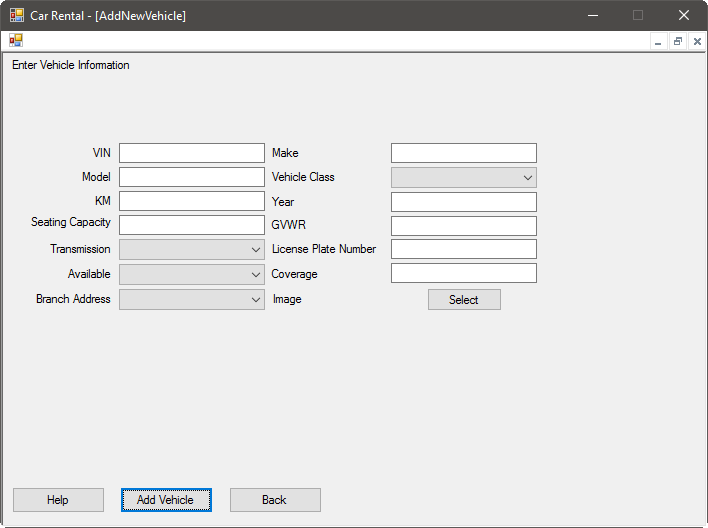 Car Rental - [AddNewVehicle]
Enter Vehicle Information
VIN Make
Model Vehicle Class
KM Year
Seating Capacity GVWR
Transmission License Plate Number
Available Coverage
Branch Address Image Select
Help Add Vehicle Back